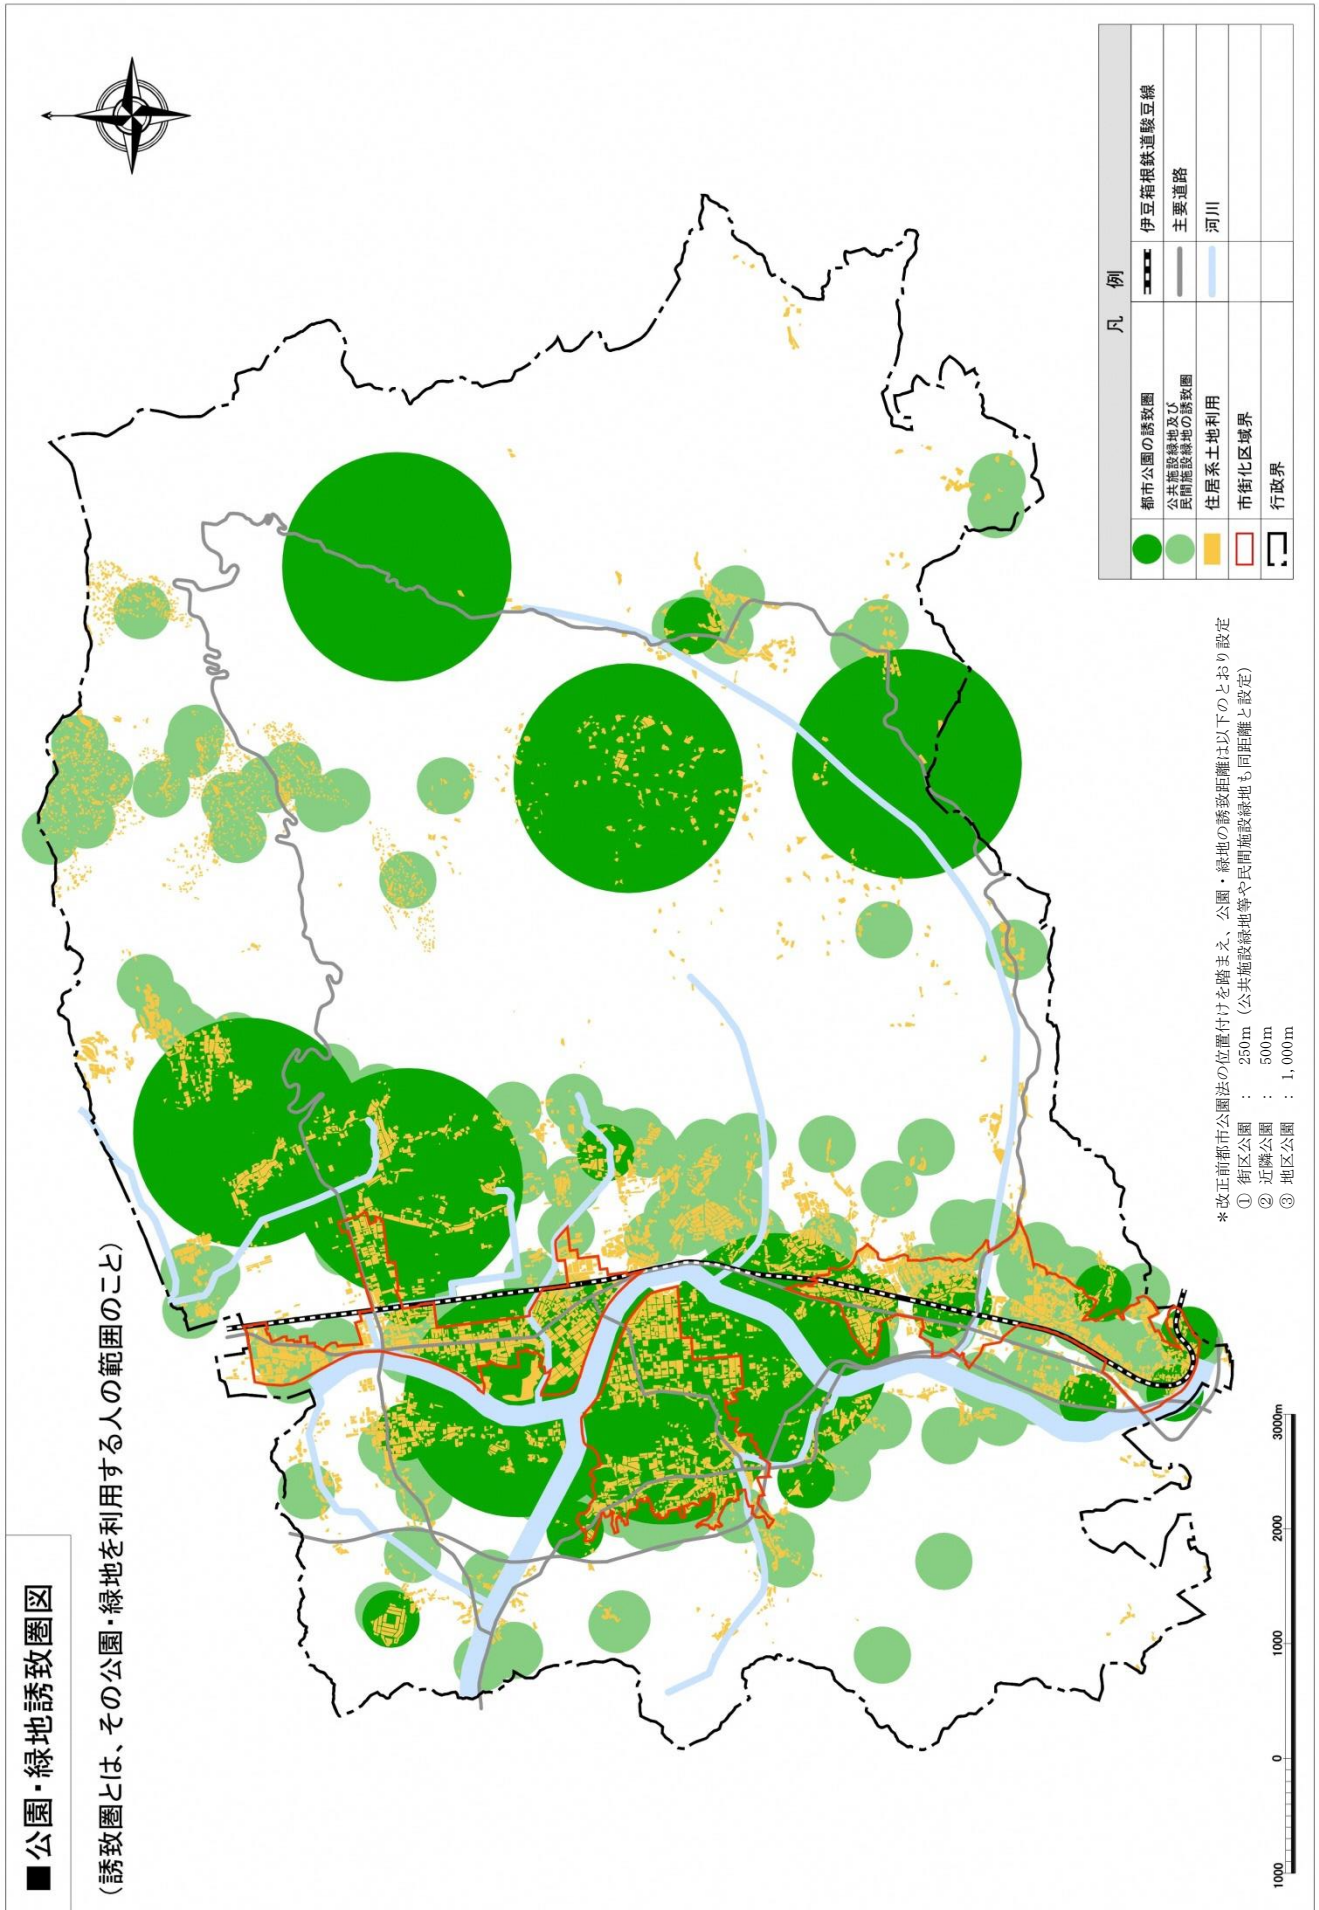 ■公園・緑地誘致圏図
(誘致圏とは、その公園・緑地を利用する人の範囲のこと)
凡 例
都市公園の誘致圏
伊豆箱根鉄道駿豆線
公共施設緑地及び
民間施設緑地の誘致圏
主要道路
住居系土地利用
河川
市街化区域界
行政界
*改正前都市公園法の位置付けを踏まえ、公園・緑地の誘致距離は以下のとおり設定
① 街区公園 : 250m (公共施設緑地等や民間施設緑地も同距離と設定)
② 近隣公園 : 500m
③ 地区公園 : 1,000m
1000 0 1000 2000 3000m